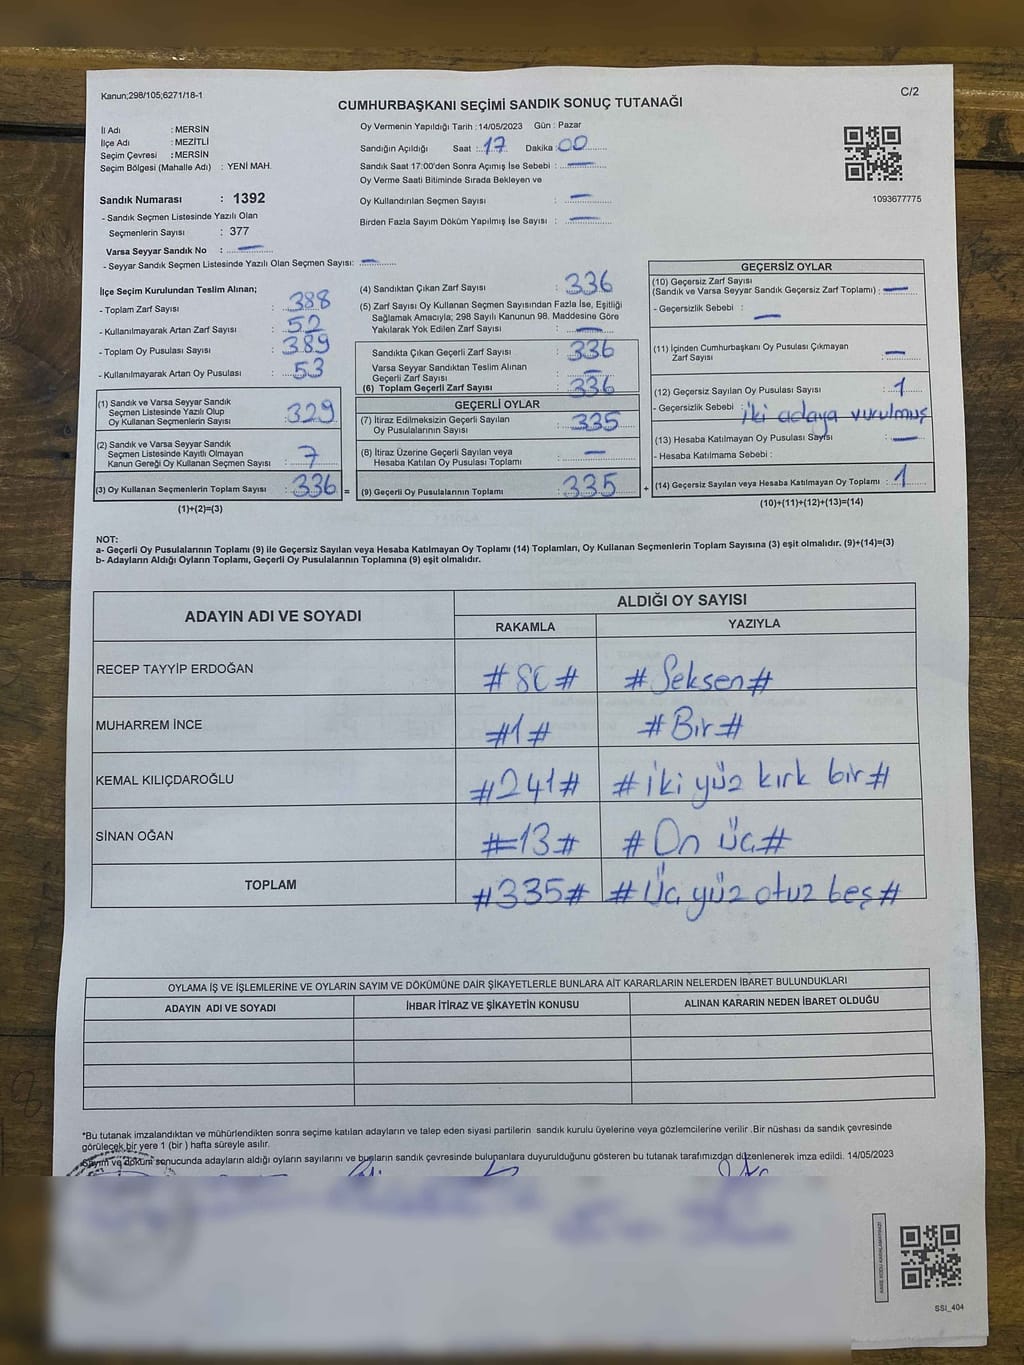 Kanun;298/105;6271/18-1
C/2
CUMHURBAŞKANI SEÇİMİ SANDIK SONUÇ TUTANAĞI
İl Adı : MERSİN
İlçe Adı : MEZİTLİ
Seçim Çevresi : MERSİN
Seçim Bölgesi (Mahalle Adı) : YENİ MAH.
Oy Vermenin Yapıldığı Tarih : 14/05/2023 Gün : Pazar
Sandığın Açıldığı Saat : 17 Dakika : 00
Sandık Saat 17:00'den Sonra Açımış İse Sebebi : —
Oy Verme Saati Bitiminde Sırada Bekleyen ve
Oy Kullandırılan Seçmen Sayısı : —
Birden Fazla Sayım Döküm Yapılmış İse Sayısı : —
1093677775
Sandık Numarası : 1392
- Sandık Seçmen Listesinde Yazılı Olan
Seçmenlerin Sayısı : 377
Varsa Seyyar Sandık No : —
- Seyyar Sandık Seçmen Listesinde Yazılı Olan Seçmen Sayısı: —
İlçe Seçim Kurulundan Teslim Alınan;
- Toplam Zarf Sayısı : 388
- Kullanılmayarak Artan Zarf Sayısı : 52
- Toplam Oy Pusulası Sayısı : 389
- Kullanılmayarak Artan Oy Pusulası : 53
(1) Sandık ve Varsa Seyyar Sandık
Seçmen Listesinde Yazılı Olup
Oy Kullanan Seçmenlerin Sayısı : 329
(2) Sandık ve Varsa Seyyar Sandık
Seçmen Listesinde Kayıtlı Olmayan
Kanun Gereği Oy Kullanan Seçmen Sayısı : 7
(3) Oy Kullanan Seçmenlerin Toplam Sayısı : 336 =
(1)+(2)=(3)
(4) Sandıktan Çıkan Zarf Sayısı : 336
(5) Zarf Sayısı Oy Kullanan Seçmen Sayısından Fazla İse, Eşitliği
Sağlamak Amacıyla; 298 Sayılı Kanunun 98. Maddesine Göre
Yakılarak Yok Edilen Zarf Sayısı : —
Sandıkta Çıkan Geçerli Zarf Sayısı : 336
Varsa Seyyar Sandıktan Teslim Alınan
Geçerli Zarf Sayısı : —
(6) Toplam Geçerli Zarf Sayısı : 336
GEÇERLİ OYLAR
(7) İtiraz Edilmeksizin Geçerli Sayılan
Oy Pusulalarının Sayısı : 335
(8) İtiraz Üzerine Geçerli Sayılan veya
Hesaba Katılan Oy Pusulası Toplamı : —
(9) Geçerli Oy Pusulalarının Toplamı : 335 +
GEÇERSİZ OYLAR
(10) Geçersiz Zarf Sayısı
(Sandık ve Varsa Seyyar Sandık Geçersiz Zarf Toplamı) : —
- Geçersizlik Sebebi : —
(11) İçinden Cumhurbaşkanı Oy Pusulası Çıkmayan
Zarf Sayısı : —
(12) Geçersiz Sayılan Oy Pusulası Sayısı : 1
- Geçersizlik Sebebi : iki adaya vurulmuş
(13) Hesaba Katılmayan Oy Pusulası Sayısı : —
- Hesaba Katılmama Sebebi :
(14) Geçersiz Sayılan veya Hesaba Katılmayan Oy Toplamı : 1
(10)+(11)+(12)+(13)=(14)
NOT:
a- Geçerli Oy Pusulalarının Toplamı (9) ile Geçersiz Sayılan veya Hesaba Katılmayan Oy Toplamı (14) Toplamları, Oy Kullanan Seçmenlerin Toplam Sayısına (3) eşit olmalıdır. (9)+(14)=(3)
b- Adayların Aldığı Oyların Toplamı, Geçerli Oy Pusulalarının Toplamına (9) eşit olmalıdır.
ADAYIN ADI VE SOYADI
ALDIĞI OY SAYISI
RAKAMLA YAZIYLA
RECEP TAYYİP ERDOĞAN #80# #Seksen#
MUHARREM İNCE #1# #Bır#
KEMAL KILIÇDAROĞLU #241# #iki yüz kırk bir#
SİNAN OĞAN #13# #On Üç#
TOPLAM #335# #Üç yüz otuz beş#
OYLAMA İŞ VE İŞLEMLERİNE VE OYLARIN SAYIM VE DÖKÜMÜNE DAİR ŞİKAYETLERLE BUNLARA AİT KARARLARIN NELERDEN İBARET BULUNDUKLARI
ADAYIN ADI VE SOYADI İHBAR İTİRAZ VE ŞİKAYETİN KONUSU ALINAN KARARIN NEDEN İBARET OLDUĞU
*Bu tutanak imzalandıktan ve mühürlendikten sonra seçime katılan adayların ve talep eden siyasi partilerin sandık kurulu üyelerine veya gözlemcilerine verilir .Bir nüshası da sandık çevresinde
görülecek bir yere 1 (bir ) hafta süreyle asılır.
Sayım ve döküm sonucunda adayların aldığı oyların sayılarını ve bunların sandık çevresinde bulunanlara duyurulduğunu gösteren bu tutanak tarafımızdan düzenlenerek imza edildi. 14/05/2023
SSI_404